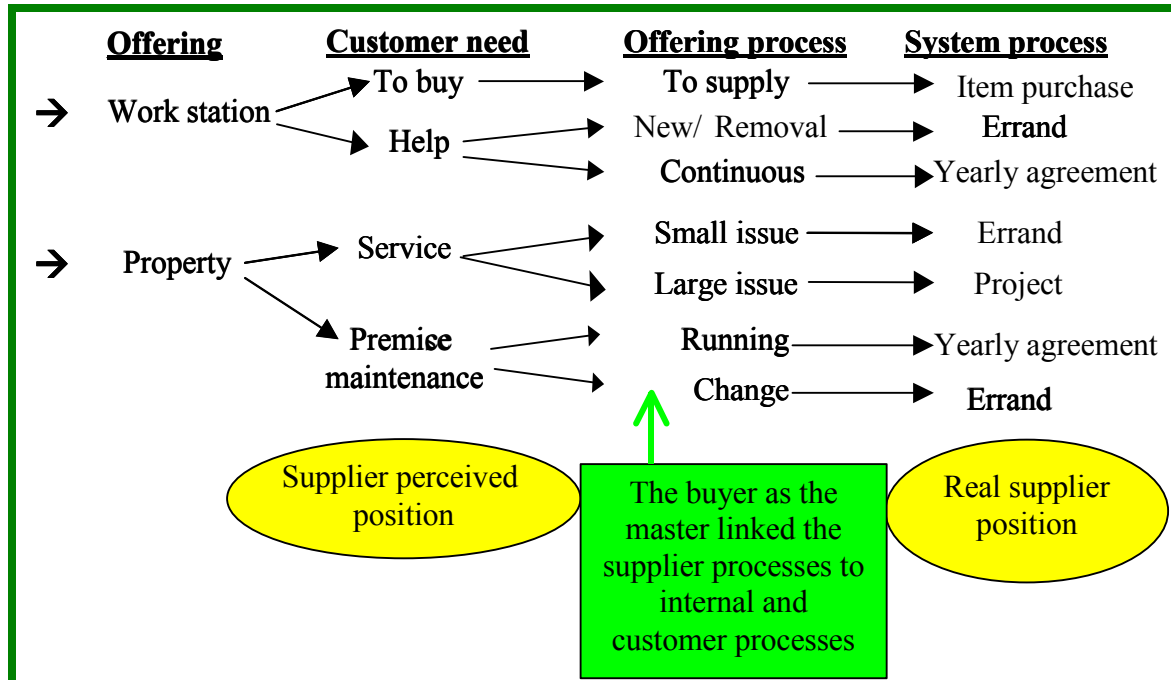 Offering Customer need Offering process System process
To buy To supply Item purchase
Work station
Help New/ Removal Errand
Continuous Yearly agreement
Small issue Errand
Property Service
Large issue Project
Premise Running Yearly agreement
maintenance Change Errand
Supplier perceived
position
The buyer as the
master linked the
supplier processes to
internal and
customer processes
Real supplier
position